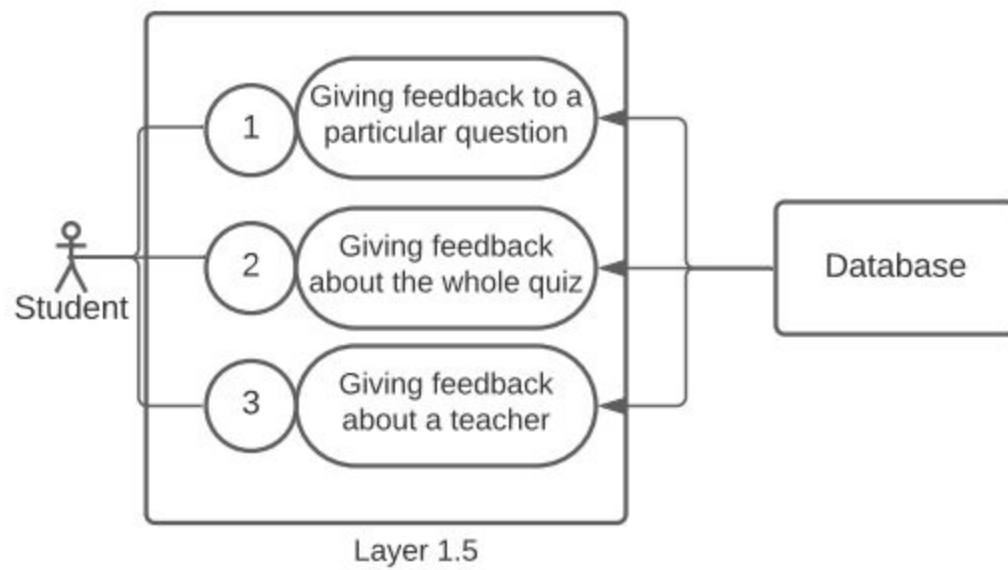 1
Giving feedback to a
particular question
2
Giving feedback
about the whole quiz
Student
Database
3
Giving feedback
about a teacher
Layer 1.5